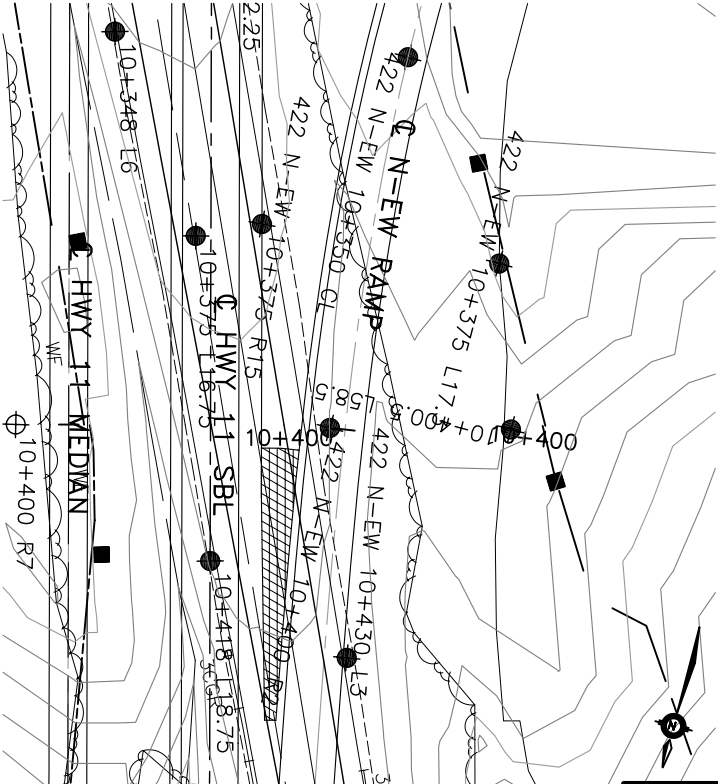 2.25
10+348 L6
422 N-EW 10+350 CL
℄ N-EW RAMP
422 N-EW 10+375 R15
422 N-EW 10+375 L17.5
℄ HWY 11 MEDIAN
10+375 L16.75
℄ HWY 11 SBL
WF
10+400
10+400
10+400 R7
422 N-EW 10+400 R2
422 N-EW 10+430 L3
10+418 L18.75
N